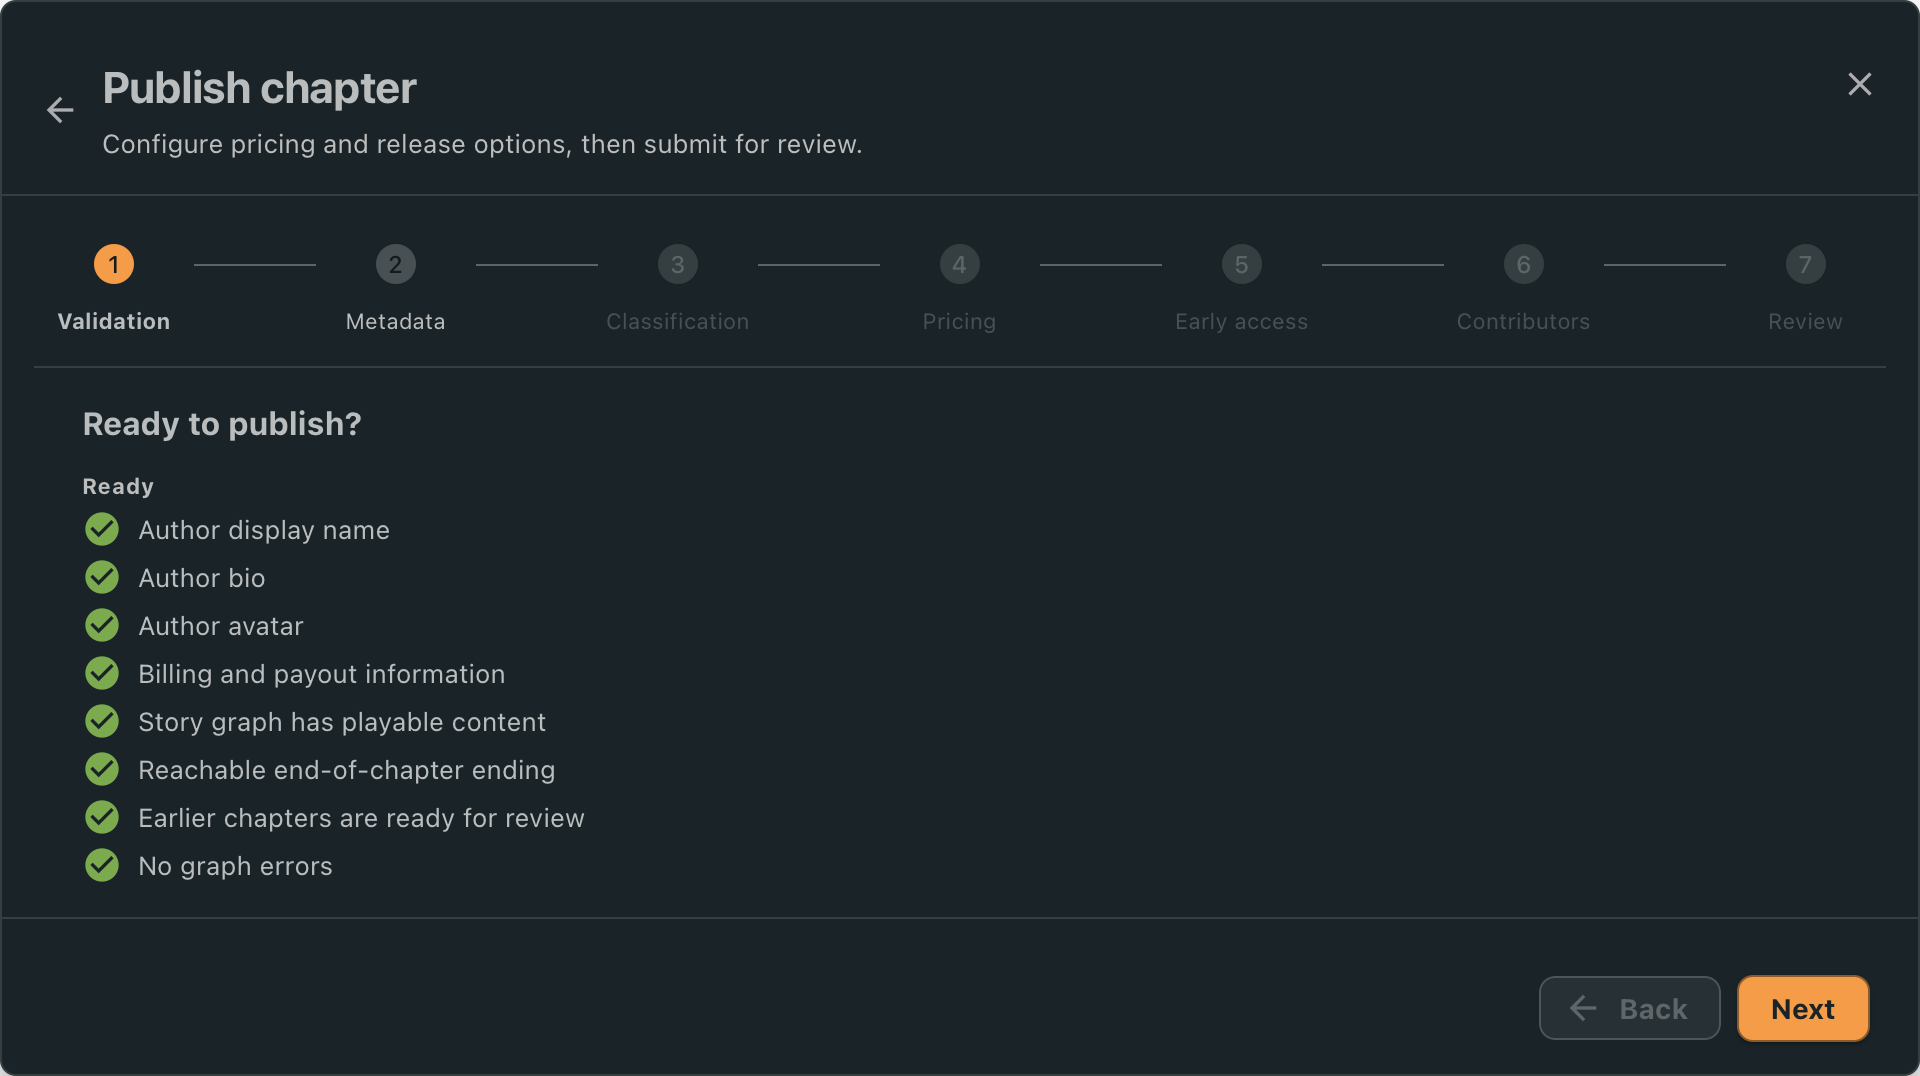 Publish chapter
Configure pricing and release options, then submit for review.
1
2
3
4
5
6
7
Validation
Metadata
Classification
Pricing
Early access
Contributors
Review
Ready to publish?
Ready
Author display name
Author bio
Author avatar
Billing and payout information
Story graph has playable content
Reachable end-of-chapter ending
Earlier chapters are ready for review
No graph errors
Back
Next